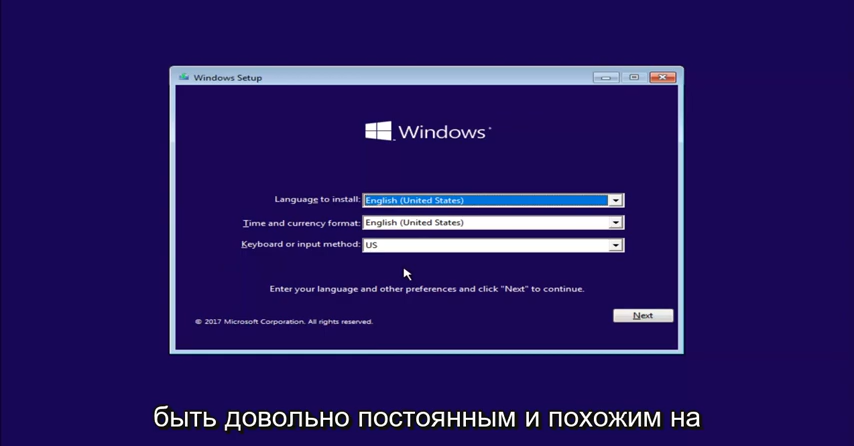 Windows Setup
Windows
Language to install: English (United States)
Time and currency format: English (United States)
Keyboard or input method: US
Enter your language and other preferences and click "Next" to continue.
© 2017 Microsoft Corporation. All rights reserved.
Next
быть довольно постоянным и похожим на